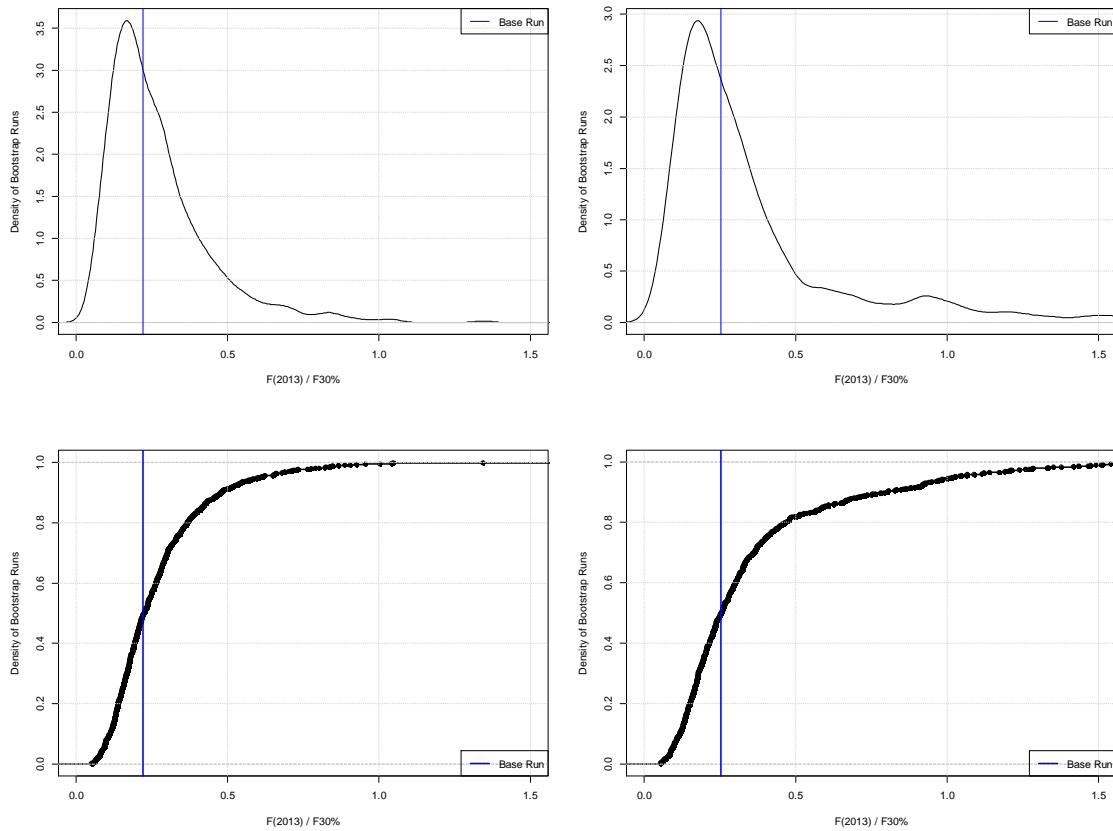 Base Run
Density of Bootstrap Runs
0.0 0.5 1.0 1.5 2.0 2.5 3.0 3.5
0.0 0.5 1.0 1.5
F(2013) / F30%
Base Run
Density of Bootstrap Runs
0.0 0.5 1.0 1.5 2.0 2.5 3.0
0.0 0.5 1.0 1.5
F(2013) / F30%
Density of Bootstrap Runs
0.0 0.2 0.4 0.6 0.8 1.0
Base Run
0.0 0.5 1.0 1.5
F(2013) / F30%
Density of Bootstrap Runs
0.0 0.2 0.4 0.6 0.8 1.0
Base Run
0.0 0.5 1.0 1.5
F(2013) / F30%